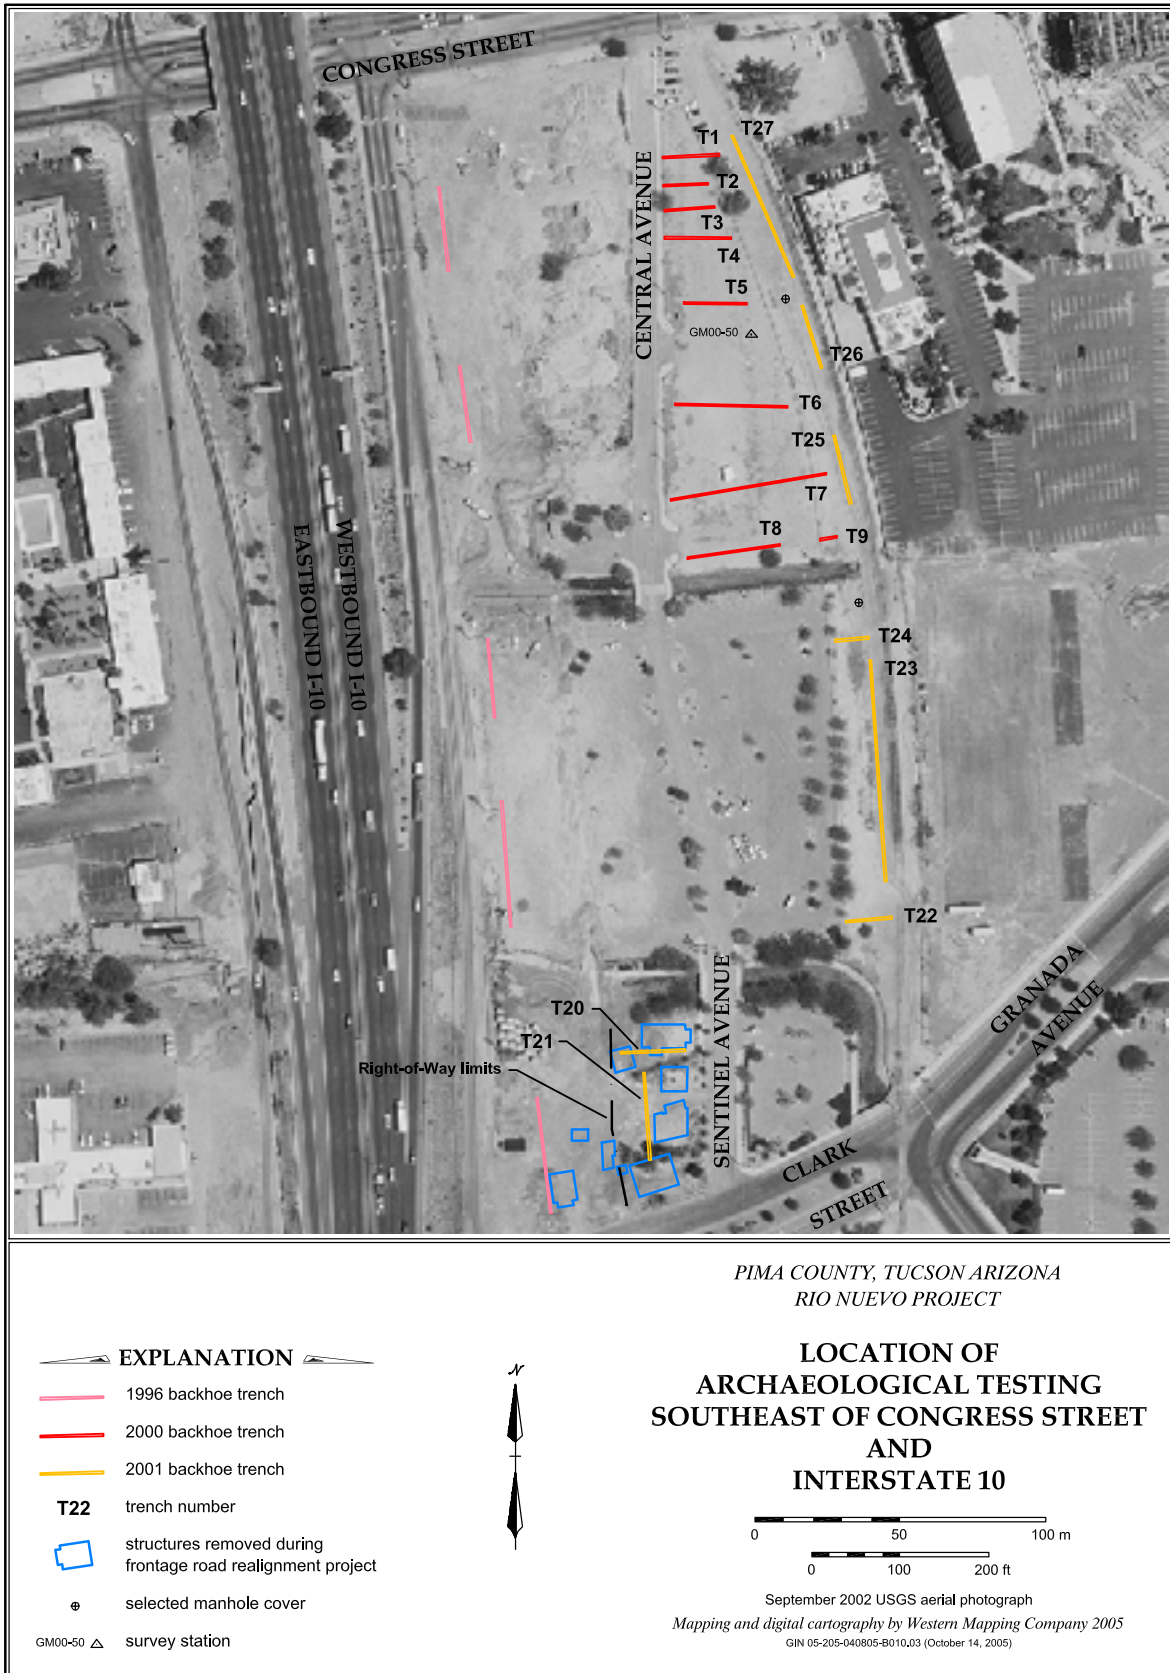 CONGRESS STREET
T27
T1
T2
T3
T4
CENTRAL AVENUE
T5
GM00-50
T26
T6
T25
T7
T8
T9
EASTBOUND I-10
WESTBOUND I-10
T24
T23
T22
GRANADA
AVENUE
SENTINEL AVENUE
T20
T21
Right-of-Way limits
CLARK
STREET
PIMA COUNTY, TUCSON ARIZONA
RIO NUEVO PROJECT
LOCATION OF
ARCHAEOLOGICAL TESTING
SOUTHEAST OF CONGRESS STREET
AND
INTERSTATE 10
EXPLANATION
1996 backhoe trench
2000 backhoe trench
2001 backhoe trench
T22 trench number
structures removed during
frontage road realignment project
selected manhole cover
GM00-50 survey station
N
0 50 100 m
0 100 200 ft
September 2002 USGS aerial photograph
Mapping and digital cartography by Western Mapping Company 2005
GIN 05-205-040805-B010.03 (October 14, 2005)